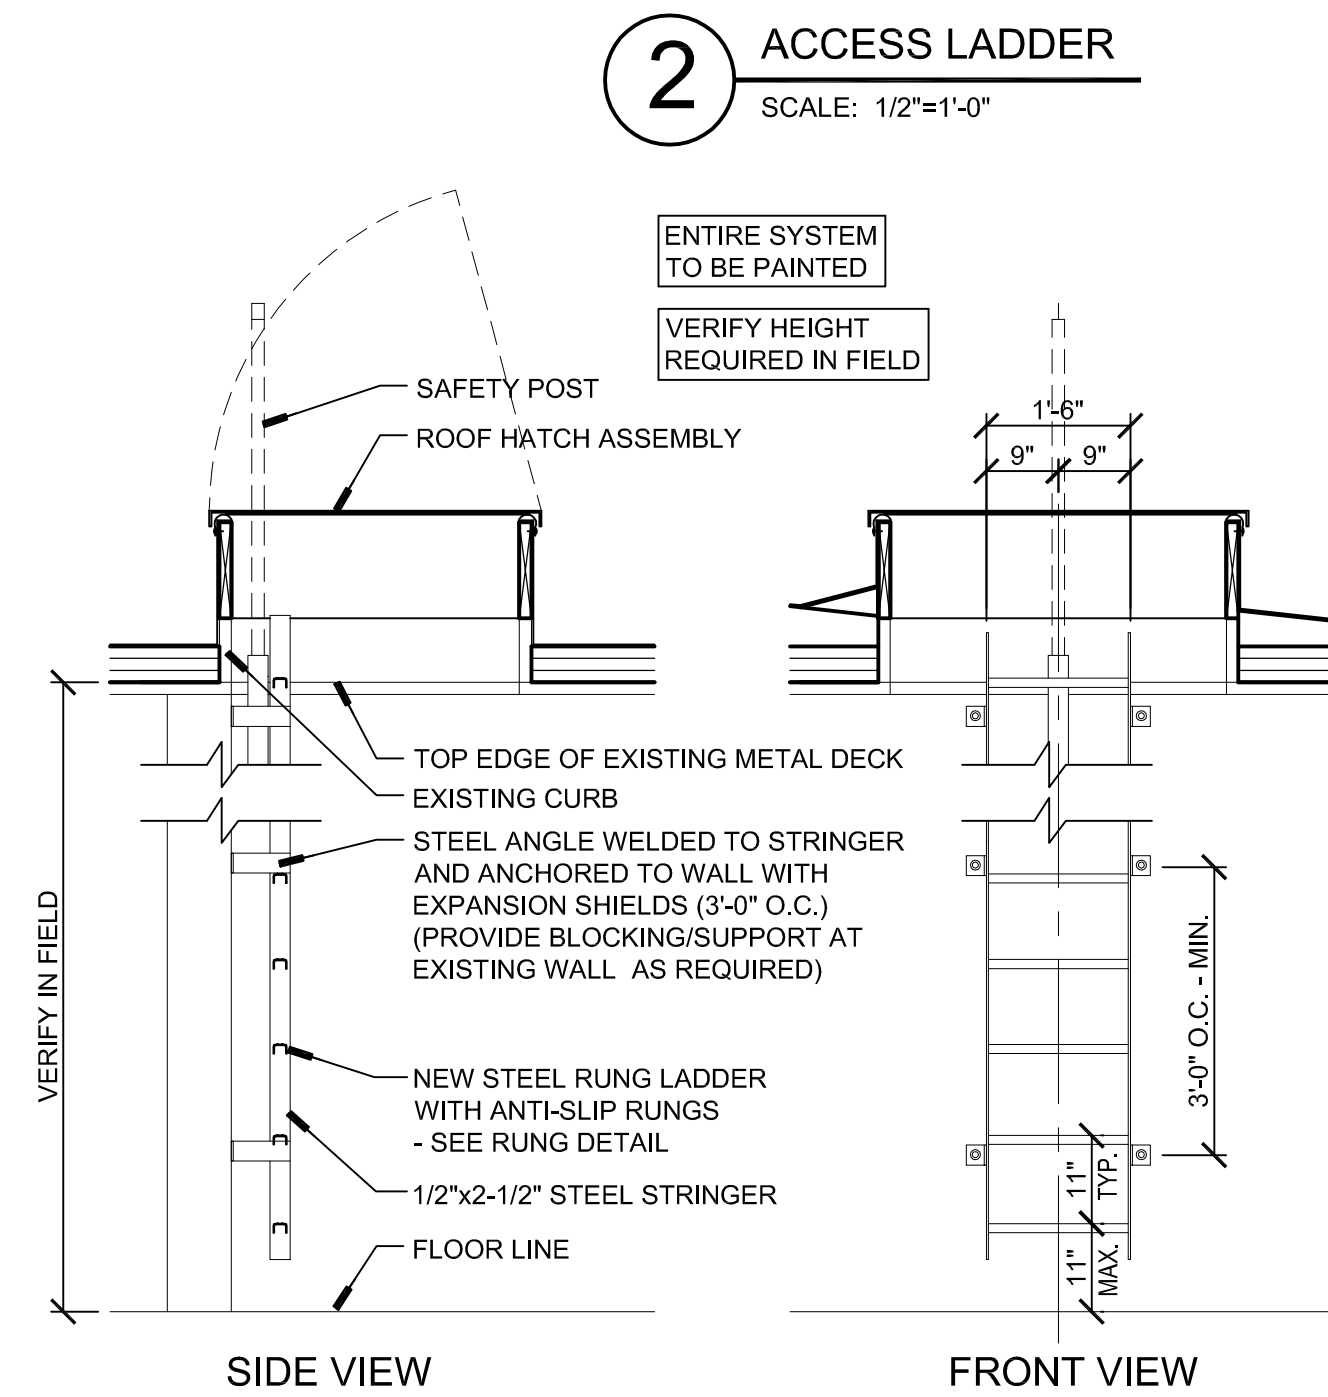 2
ACCESS LADDER
SCALE: 1/2"=1'-0"
ENTIRE SYSTEM
TO BE PAINTED
VERIFY HEIGHT
REQUIRED IN FIELD
SAFETY POST
ROOF HATCH ASSEMBLY
TOP EDGE OF EXISTING METAL DECK
EXISTING CURB
STEEL ANGLE WELDED TO STRINGER
AND ANCHORED TO WALL WITH
EXPANSION SHIELDS (3'-0" O.C.)
(PROVIDE BLOCKING/SUPPORT AT
EXISTING WALL AS REQUIRED)
NEW STEEL RUNG LADDER
WITH ANTI-SLIP RUNGS
- SEE RUNG DETAIL
1/2"x2-1/2" STEEL STRINGER
FLOOR LINE
VERIFY IN FIELD
SIDE VIEW
1'-6"
9" 9"
3'-0" O.C. - MIN.
11"
TYP.
11"
MAX.
FRONT VIEW